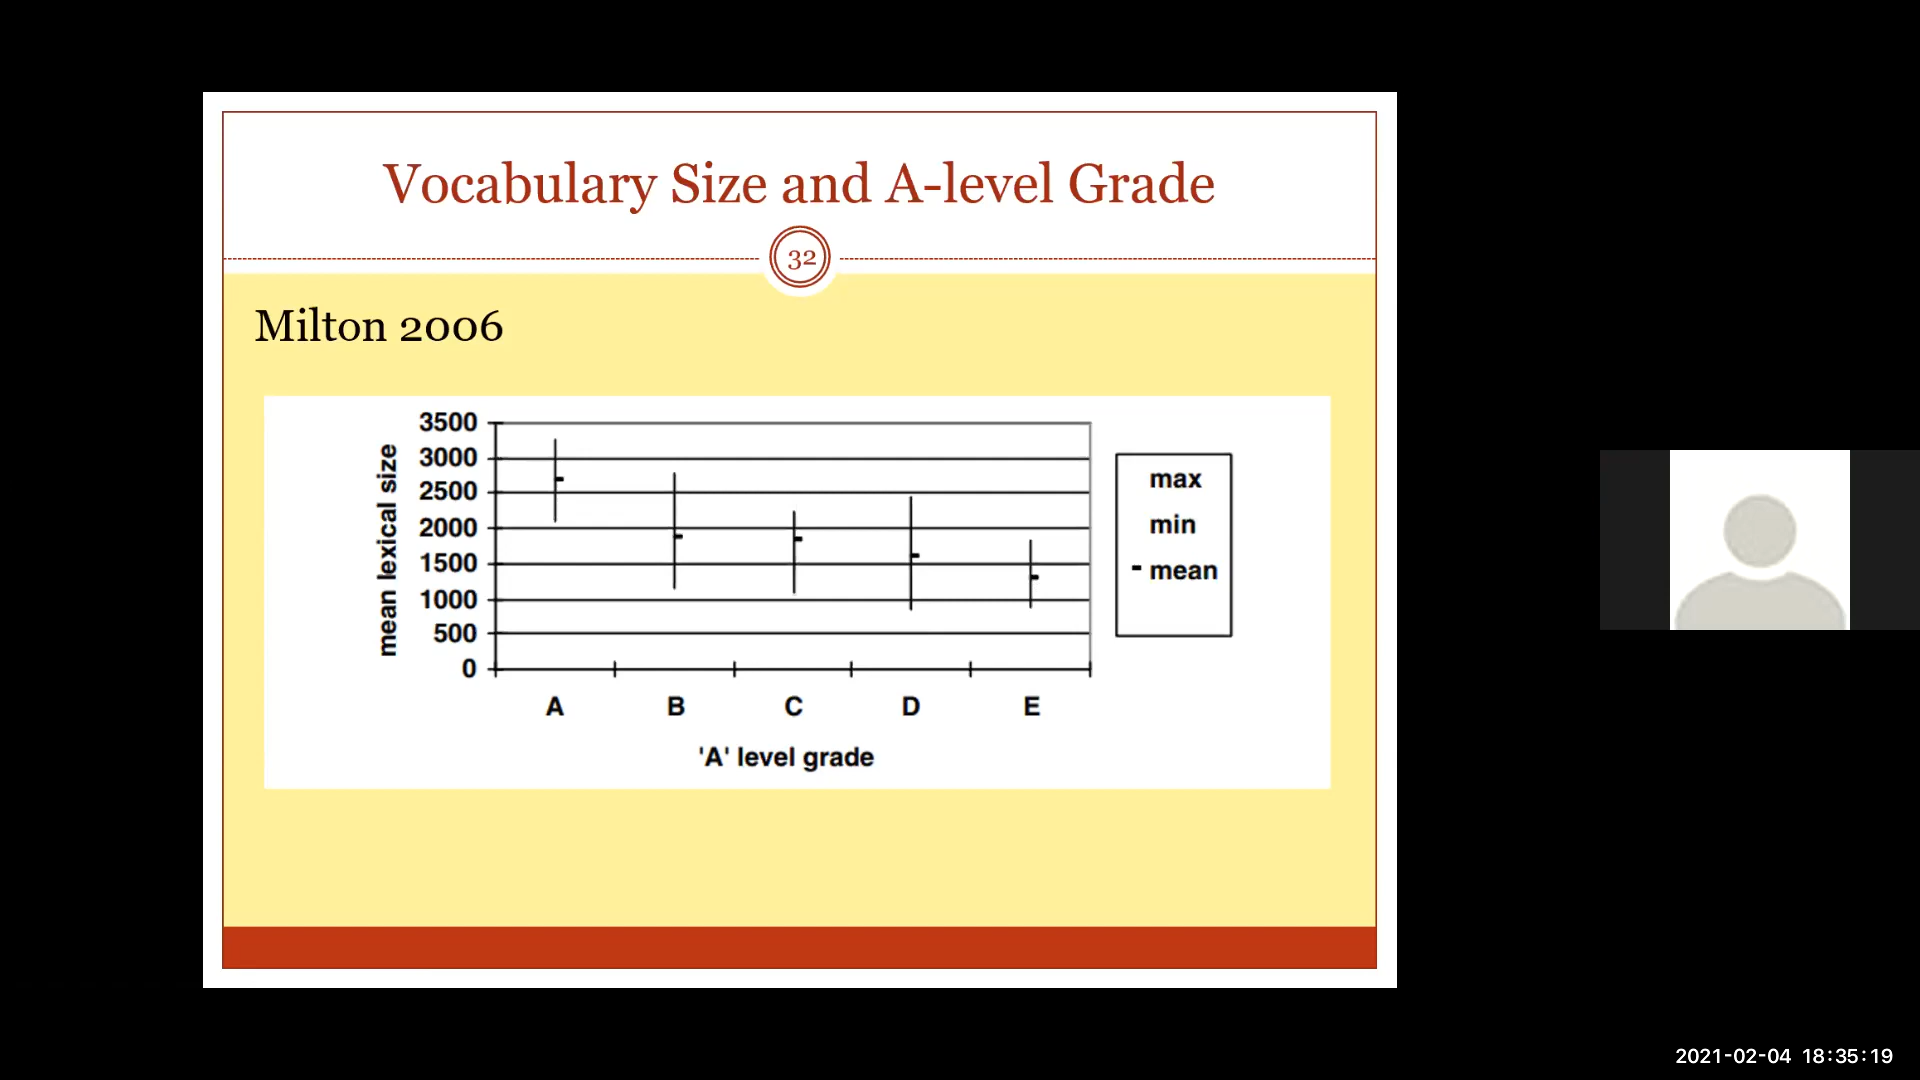 Vocabulary Size and A-level Grade
32
Milton 2006
mean lexical size
3500
3000
2500
2000
1500
1000
500
0
A B C D E
'A' level grade
max
min
mean
2021-02-04 18:35:19